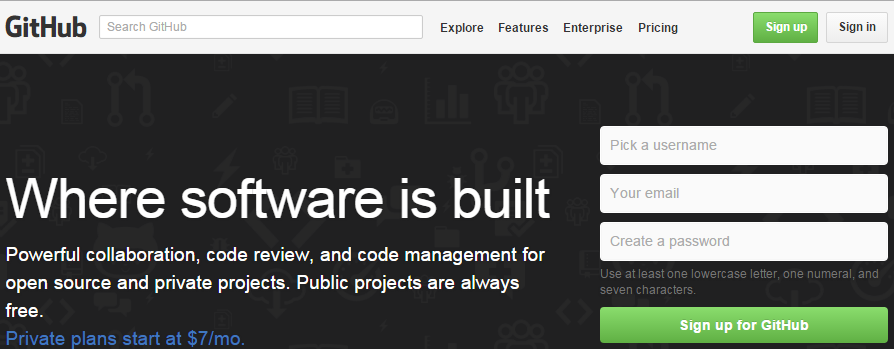 GitHub
Search GitHub
Explore
Features
Enterprise
Pricing
Sign up
Sign in
Where software is built
Powerful collaboration, code review, and code management for
open source and private projects. Public projects are always
free.
Private plans start at $7/mo.
Pick a username
Your email
Create a password
Use at least one lowercase letter, one numeral, and
seven characters.
Sign up for GitHub